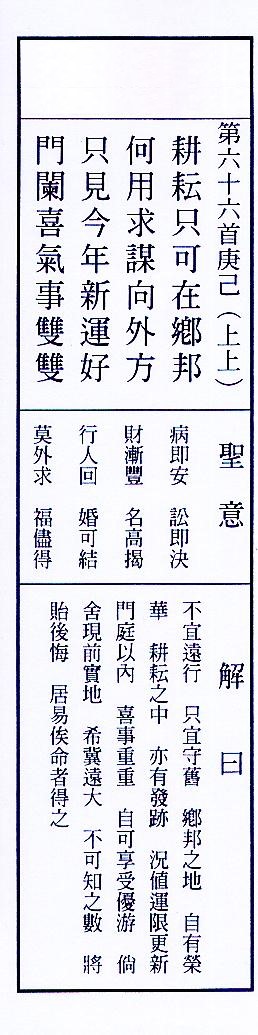 第六十六首庚己（上上）
耕耘只可在鄉邦
何用求謀向外方
只見今年新運好
門闌喜氣事雙雙
聖意
病即安　訟即決
財漸豐　名高揭
行人回　婚可結
莫外求　福儘得
解曰
不宜遠行　只宜守舊　鄉邦之地　自有榮
華　耕耘之中　亦有發跡　況値運限更新
門庭以內　喜事重重　自可享受優游　倘
舍現前實地　希冀遠大　不可知之數　將
貽後悔　居易俟命者得之